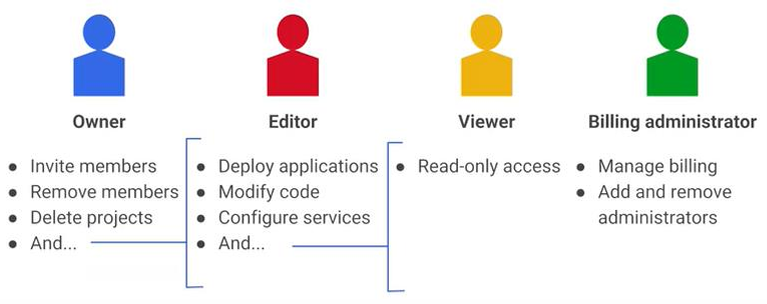 Owner
● Invite members
● Remove members
● Delete projects
● And...
Editor
● Deploy applications
● Modify code
● Configure services
● And...
Viewer
● Read-only access
Billing administrator
● Manage billing
● Add and remove
administrators